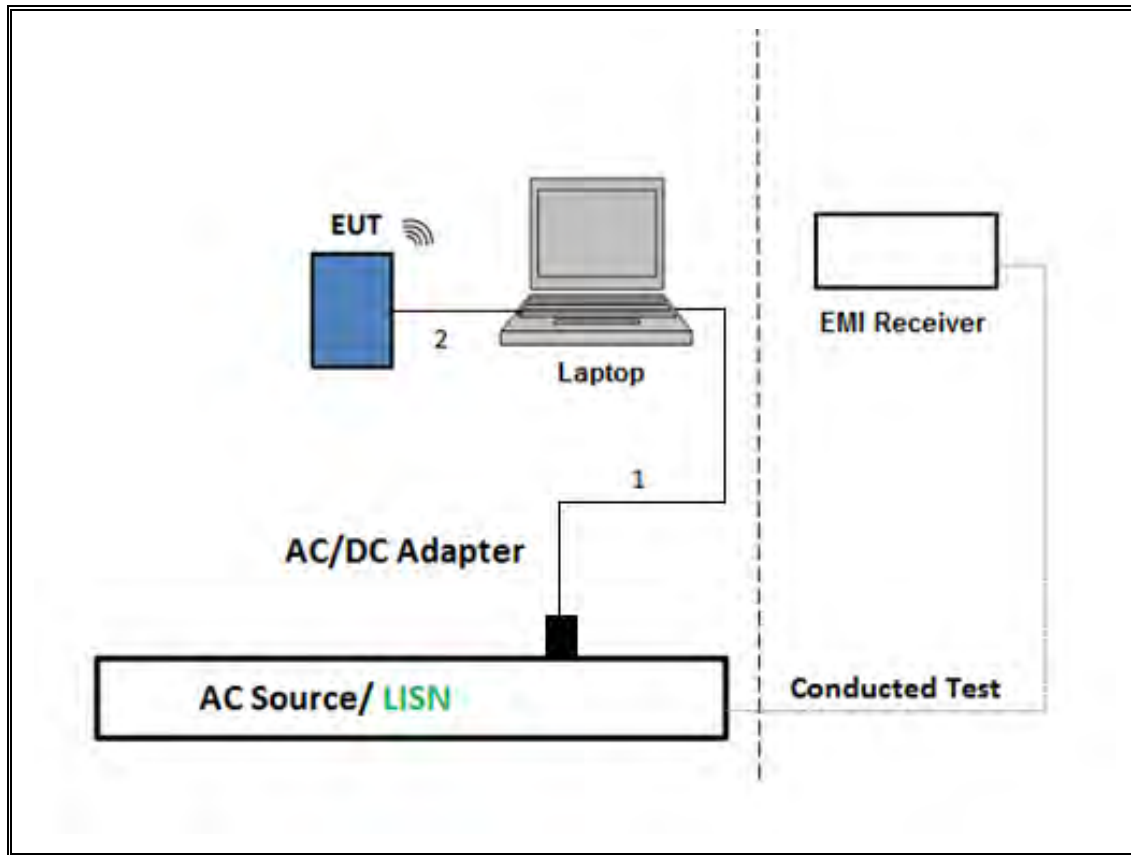 EUT
2
Laptop
EMI Receiver
1
AC/DC Adapter
AC Source/ LISN
Conducted Test